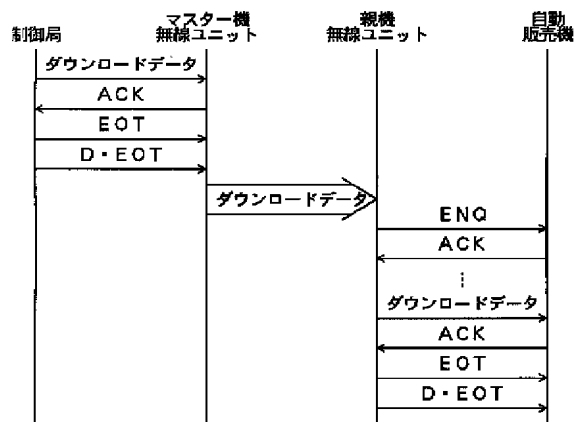 制御局
マスター機
無線ユニット
親機
無線ユニット
自動
販売機
ダウンロードデータ
ACK
EOT
D・EOT
ダウンロードデータ
ENQ
ACK
ダウンロードデータ
ACK
EOT
D・EOT